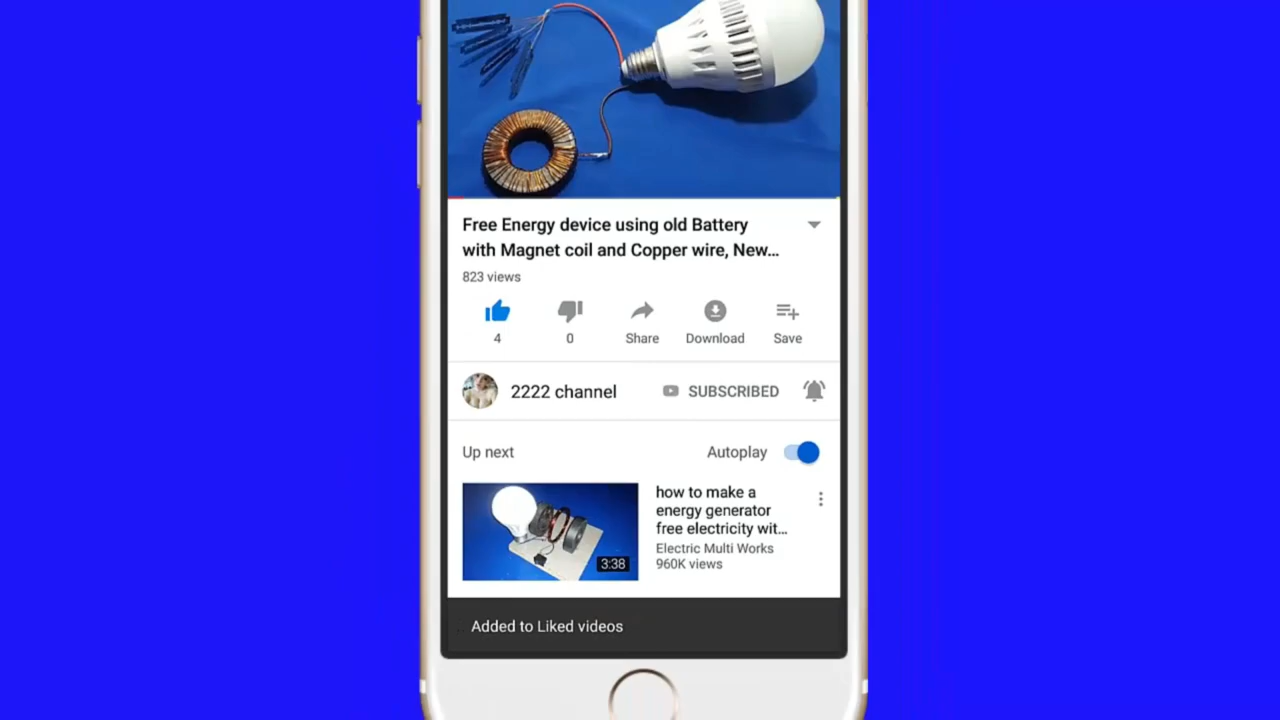 Free Energy device using old Battery
with Magnet coil and Copper wire, New...
823 views
4
0
Share
Download
Save
2222 channel
SUBSCRIBED
Up next
Autoplay
how to make a
energy generator
free electricity wit...
Electric Multi Works
960K views
3:38
Added to Liked videos